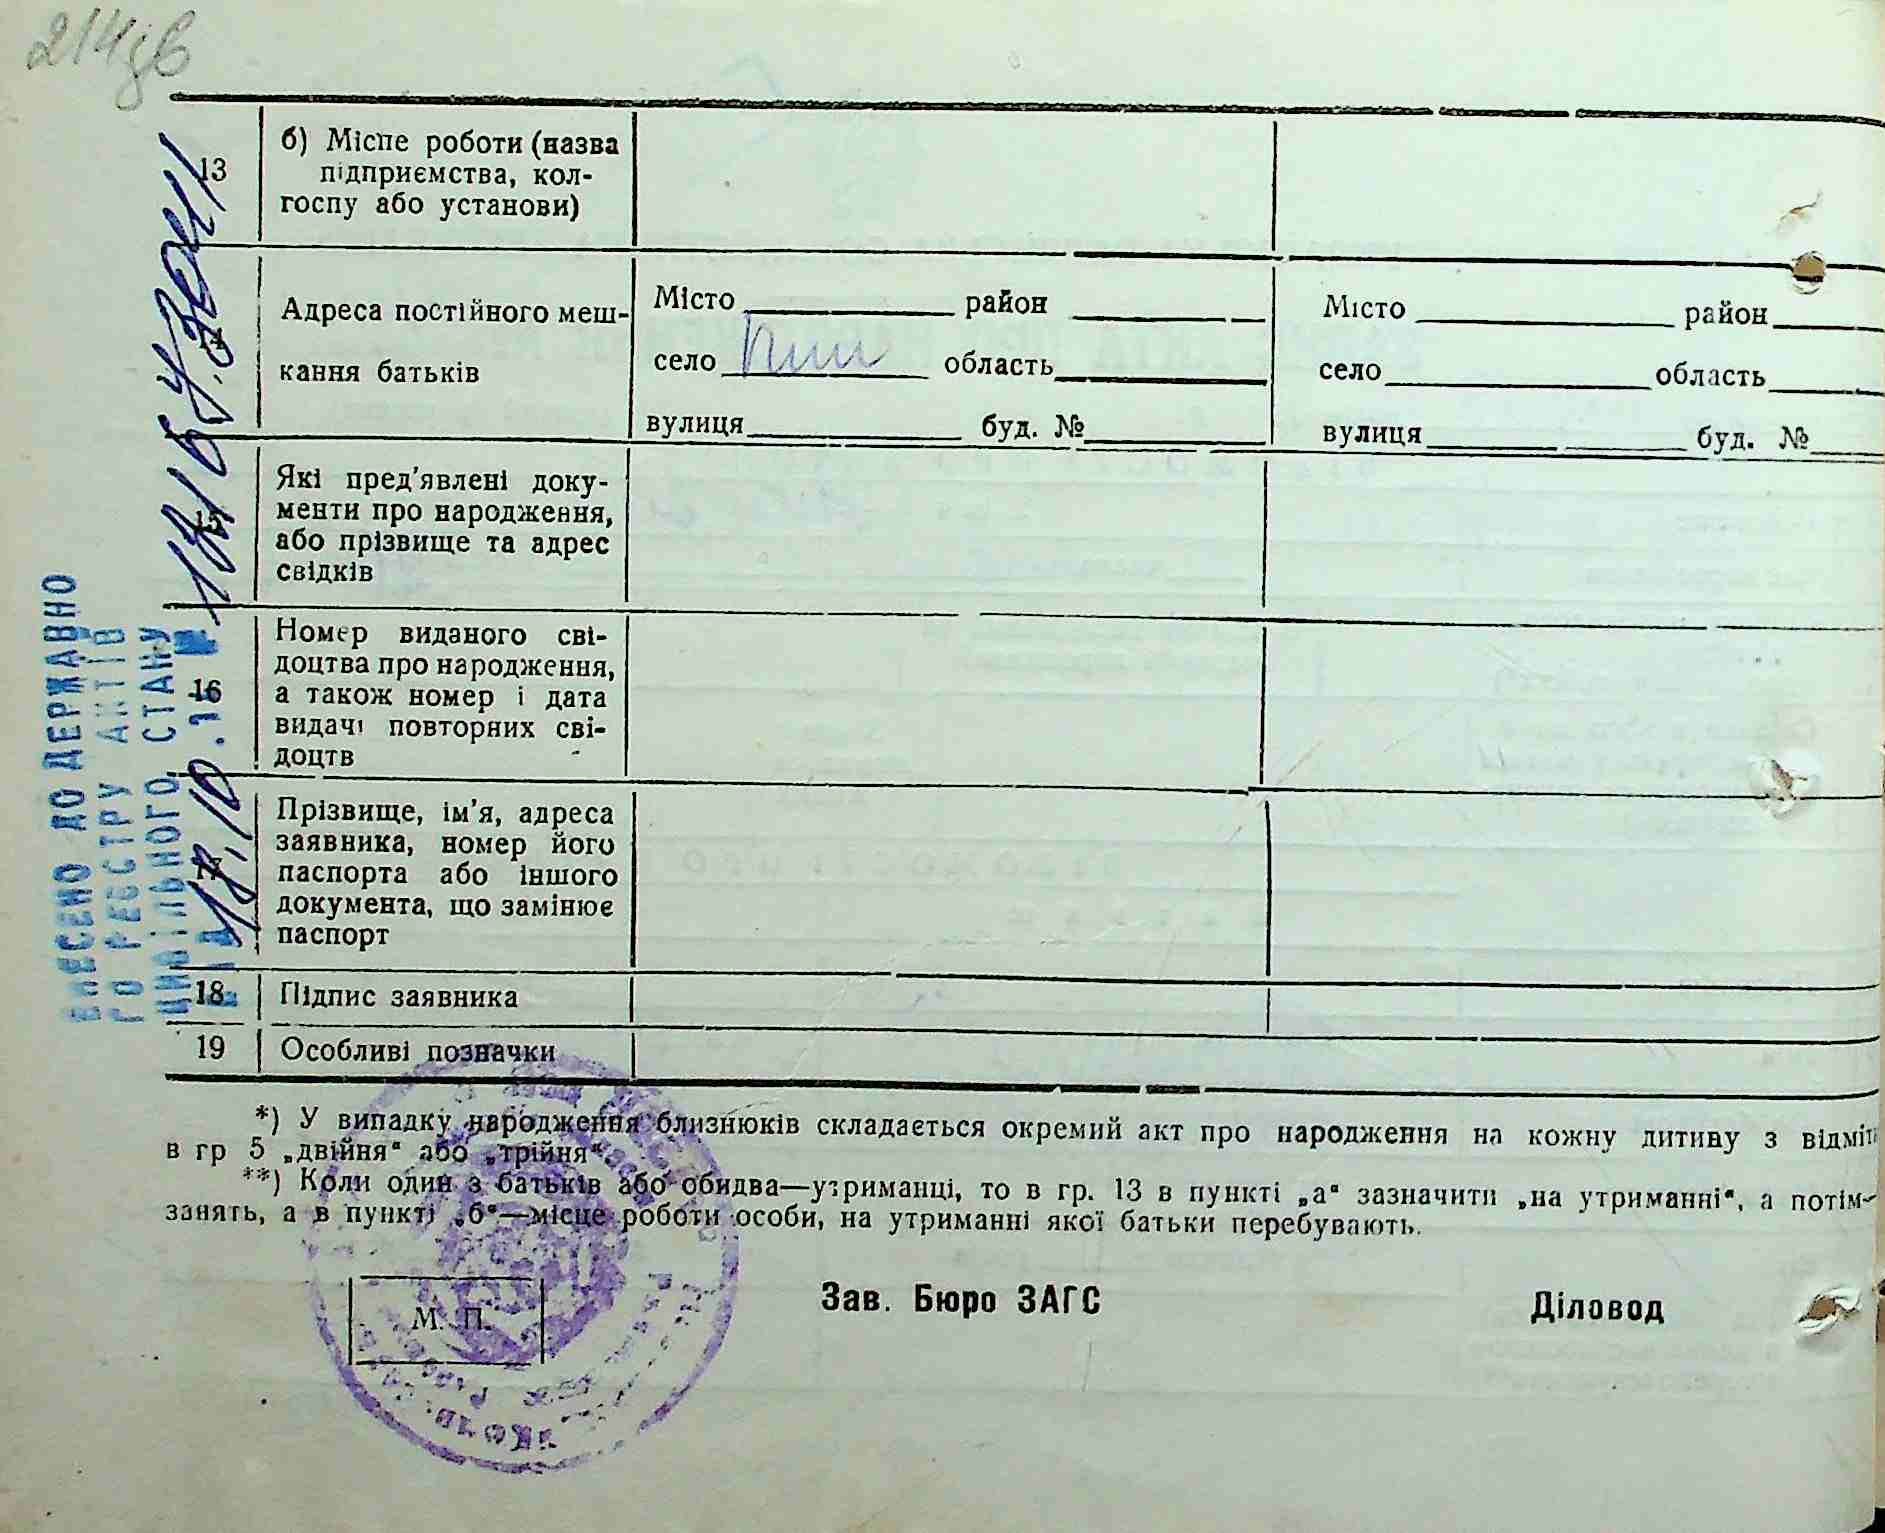 214зв
13
б) Місце роботи (назва
підприємства, кол-
госпу або установи)
14
Адреса постійного меш-
кання батьків
Місто район
село область
вулиця буд. №
Місто район
село область
вулиця буд. №
15
Які пред'явлені доку-
менти про народження,
або прізвище та адрес
свідків
16
Номер виданого сві-
доцтва про народження,
а також номер і дата
видачі повторних сві-
доцтв
17
Прізвище, ім'я, адреса
заявника, номер його
паспорта або іншого
документа, що замінює
паспорт
18 Підпис заявника
19 Особливі позначки
ВНЕСЕНО ДО ДЕРЖАВНО
ГО РЕЄСТРУ АКТІВ
ЦИВІЛЬНОГО СТАНУ
*) У випадку народження близнюків складається окремий акт про народження на кожну дитину з відміт
в гр 5 „двійня“ або „трійня“
**) Коли один з батьків або обидва—утриманці, то в гр. 13 в пункті „а“ зазначити „на утриманні“, а потім—
занять, а в пункті „б“—місце роботи особи, на утриманні якої батьки перебувають.
М. П.
Зав. Бюро ЗАГС
Діловод